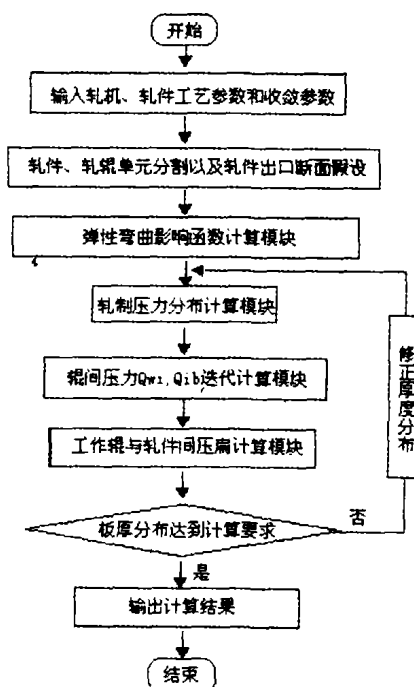 开始
输入轧机、轧件工艺参数和收敛参数
轧件、轧辊单元分割以及轧件出口断面假设
弹性弯曲影响函数计算模块
轧制压力分布计算模块
辊间压力Qwi,Qib迭代计算模块
工作辊与轧件间压扁计算模块
板厚分布达到计算要求
否
修正厚度分布
是
输出计算结果
结束